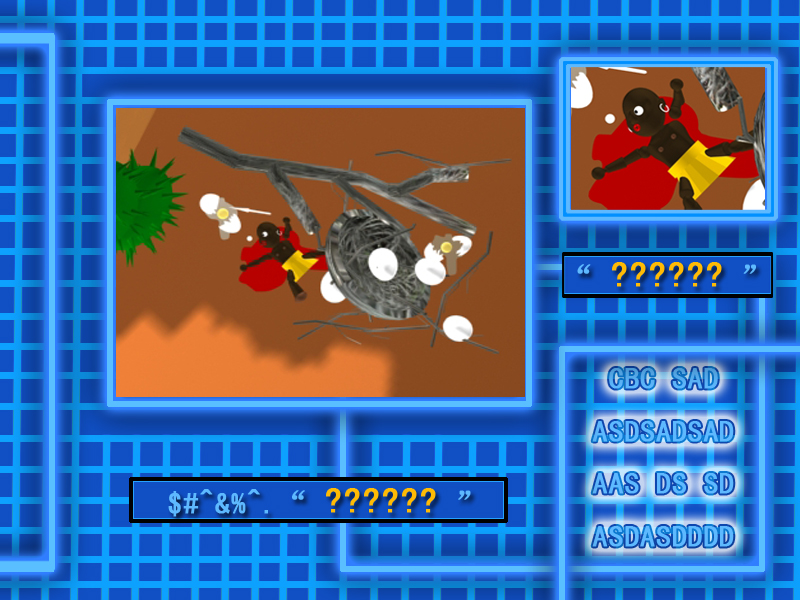 “ ?????? ”
CBC SAD
ASDSADSAD
AAS DS SD
ASDASDDDD
$#^&%^. “ ?????? ”